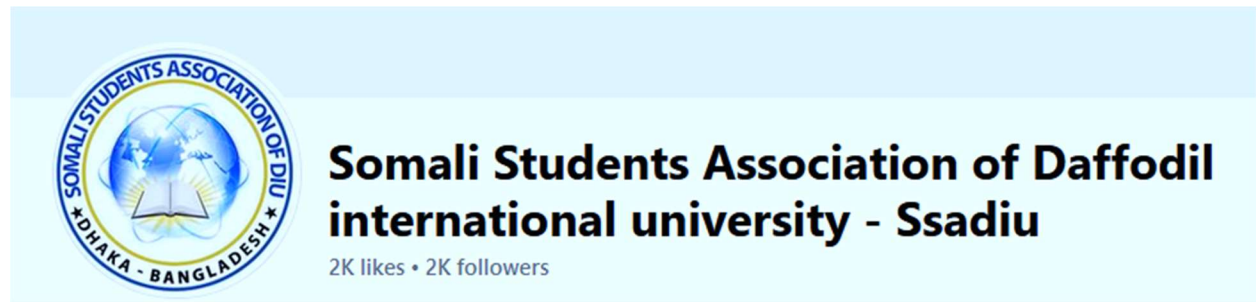 SOMALI STUDENTS ASSOCIATION OF DIU
★ DHAKA - BANGLADESH ★
Somali Students Association of Daffodil
international university - Ssadiu
2K likes • 2K followers